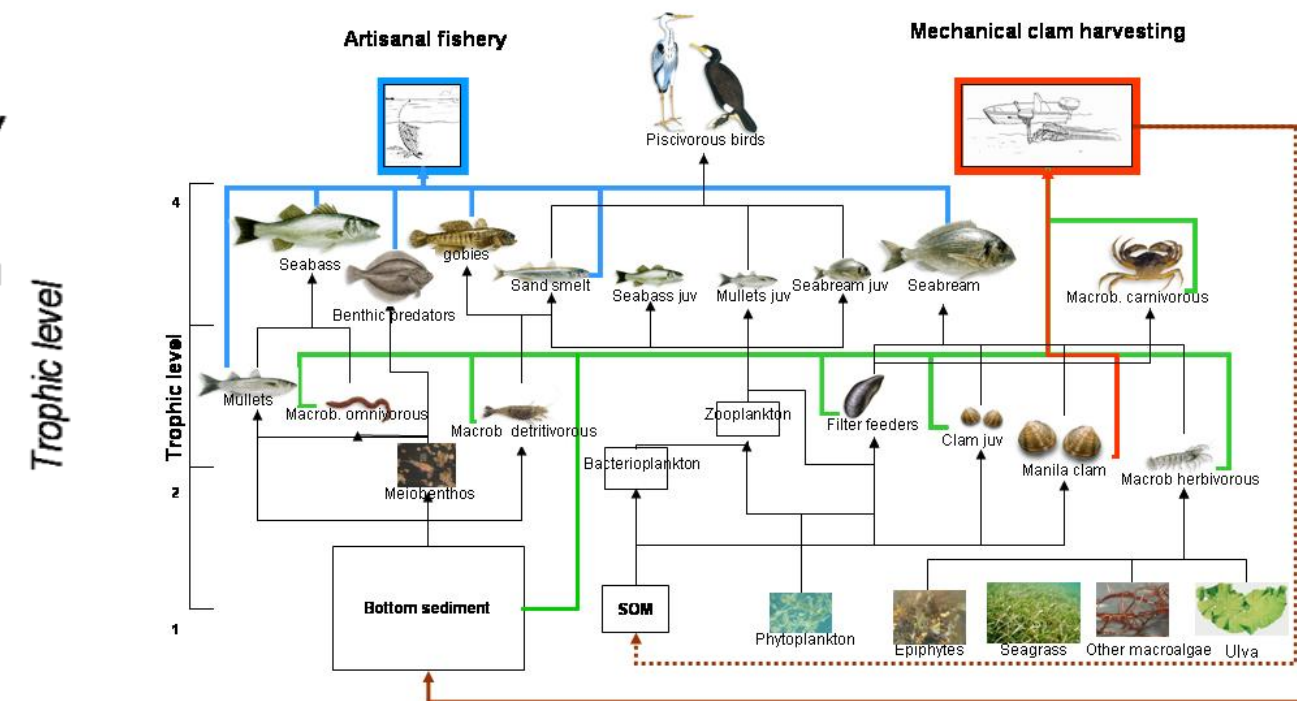 Artisanal fishery
Mechanical clam harvesting
Piscivorous birds
Trophic level
Trophic level
4
2
1
Seabass
gobies
Benthic predators
Sand smelt
Seabass juv
Mullets juv
Seabream juv
Seabream
Macrob. carnivorous
Mullets
Macrob. omnivorous
Macrob detritivorous
Zooplankton
Filter feeders
Clam juv
Manila clam
Macrob herbivorous
Bacterioplankton
Meiobenthos
Bottom sediment
SOM
Phytoplankton
Epiphytes
Seagrass
Other macroalgae
Ulva